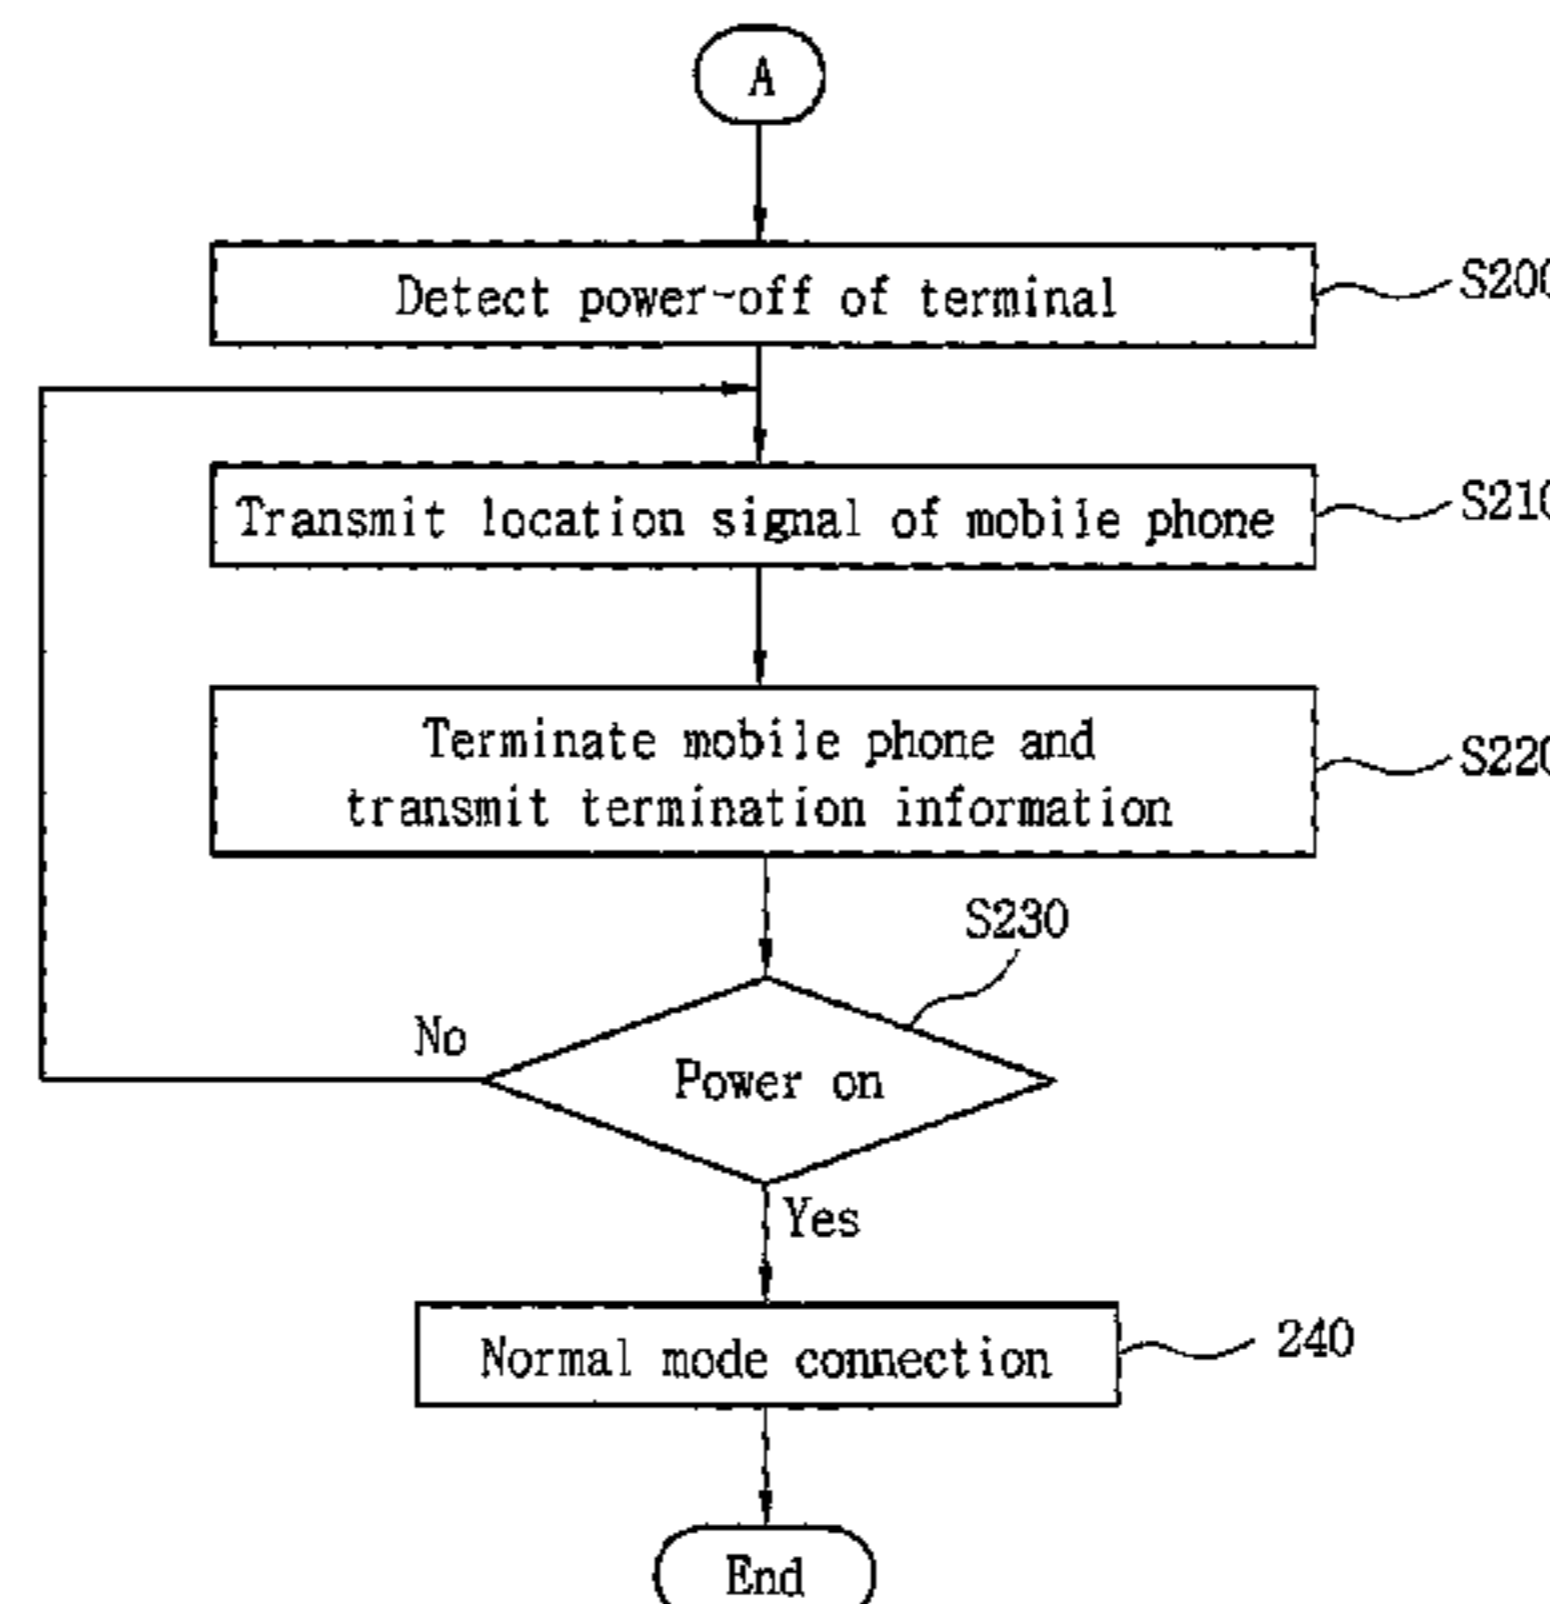 A
Detect power-off of terminal
S200
Transmit location signal of mobile phone
S210
Terminate mobile phone and
transmit termination information
S220
S230
No
Power on
Yes
Normal mode connection
240
End